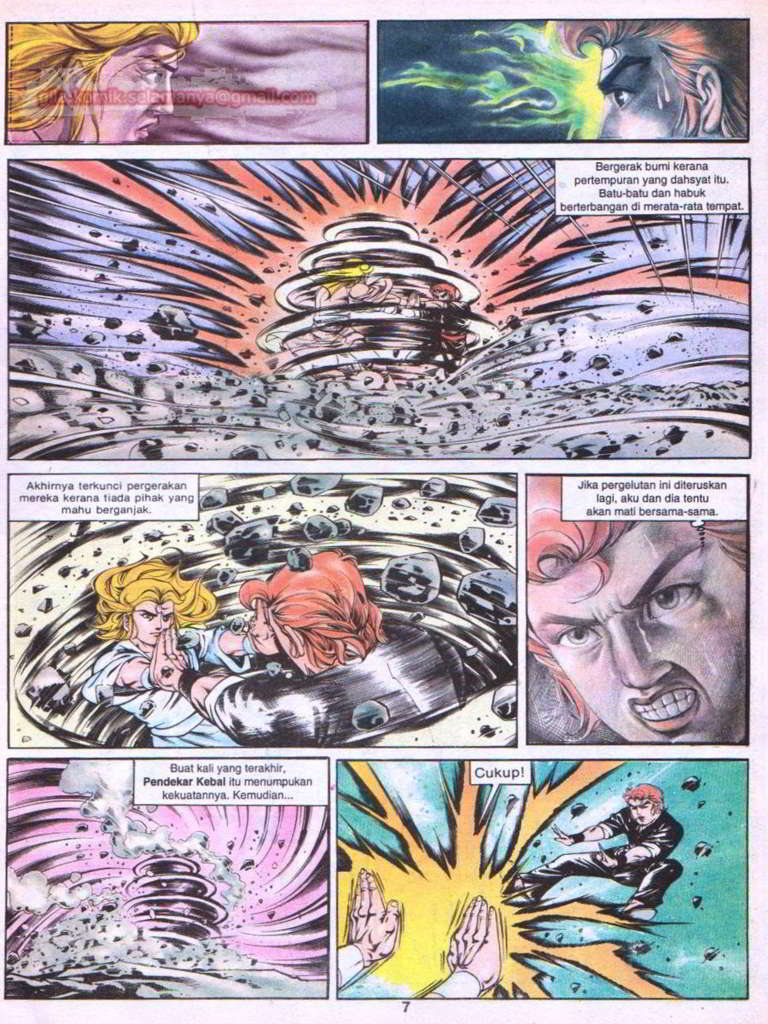 ata-komik.selamanya@gmail.com
Bergerak bumi kerana
pertempuran yang dahsyat itu.
Batu-batu dan habuk
berterbangan di merata-rata tempat.
Akhirnya terkunci pergerakan
mereka kerana tiada pihak yang
mahu berganjak.
Jika pergelutan ini diteruskan
lagi, aku dan dia tentu
akan mati bersama-sama.
Buat kali yang terakhir,
Pendekar Kebal itu menumpukan
kekuatannya. Kemudian...
Cukup!
7